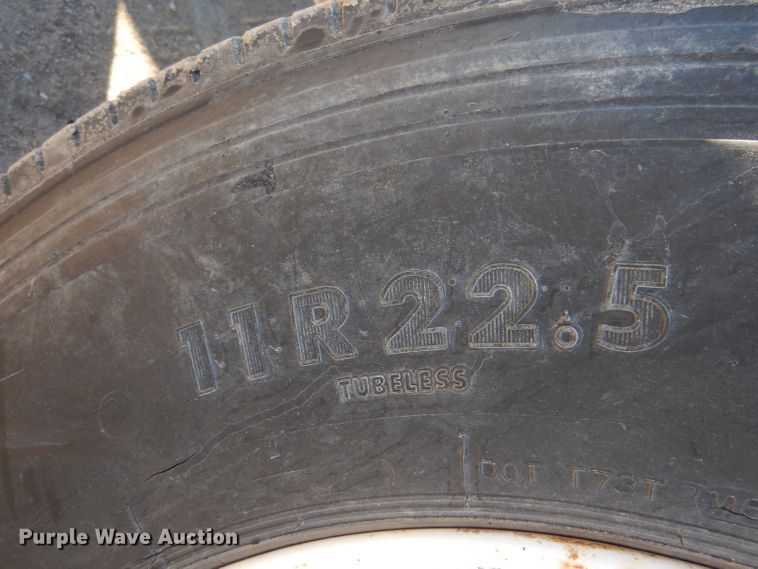 11R22.5
TUBELESS
DOT T73T
Purple Wave Auction®